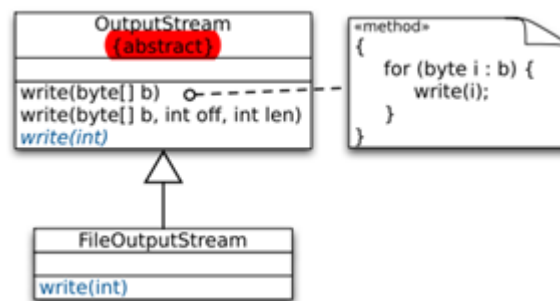 OutputStream
{abstract}
write(byte[] b)
write(byte[] b, int off, int len)
write(int)
«method»
{
for (byte i : b) {
write(i);
}
}
FileOutputStream
write(int)